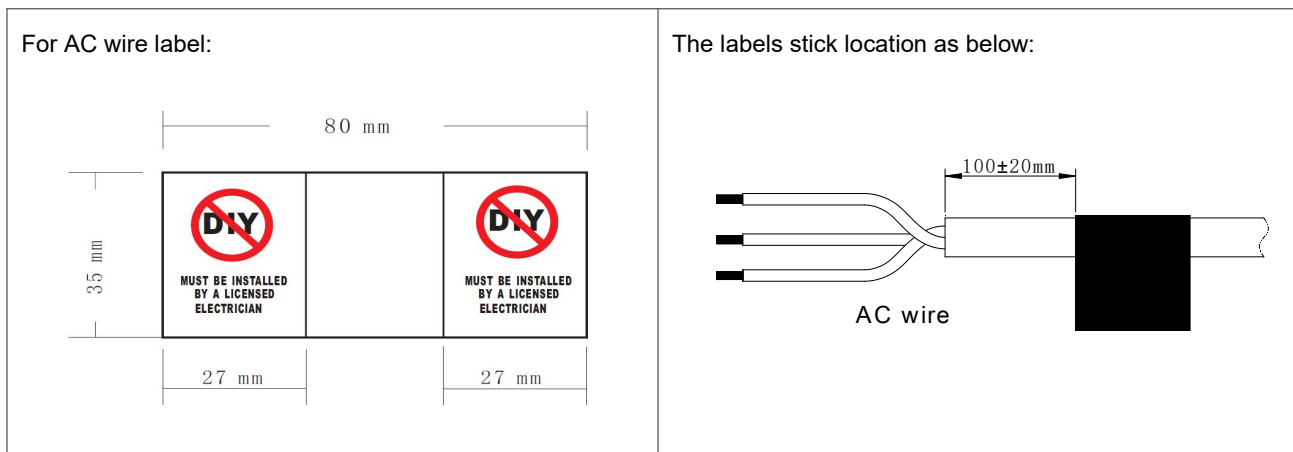 For AC wire label:
80 mm
35 mm
DIY
MUST BE INSTALLED
BY A LICENSED
ELECTRICIAN
DIY
MUST BE INSTALLED
BY A LICENSED
ELECTRICIAN
27 mm
27 mm
The labels stick location as below:
100±20mm
AC wire